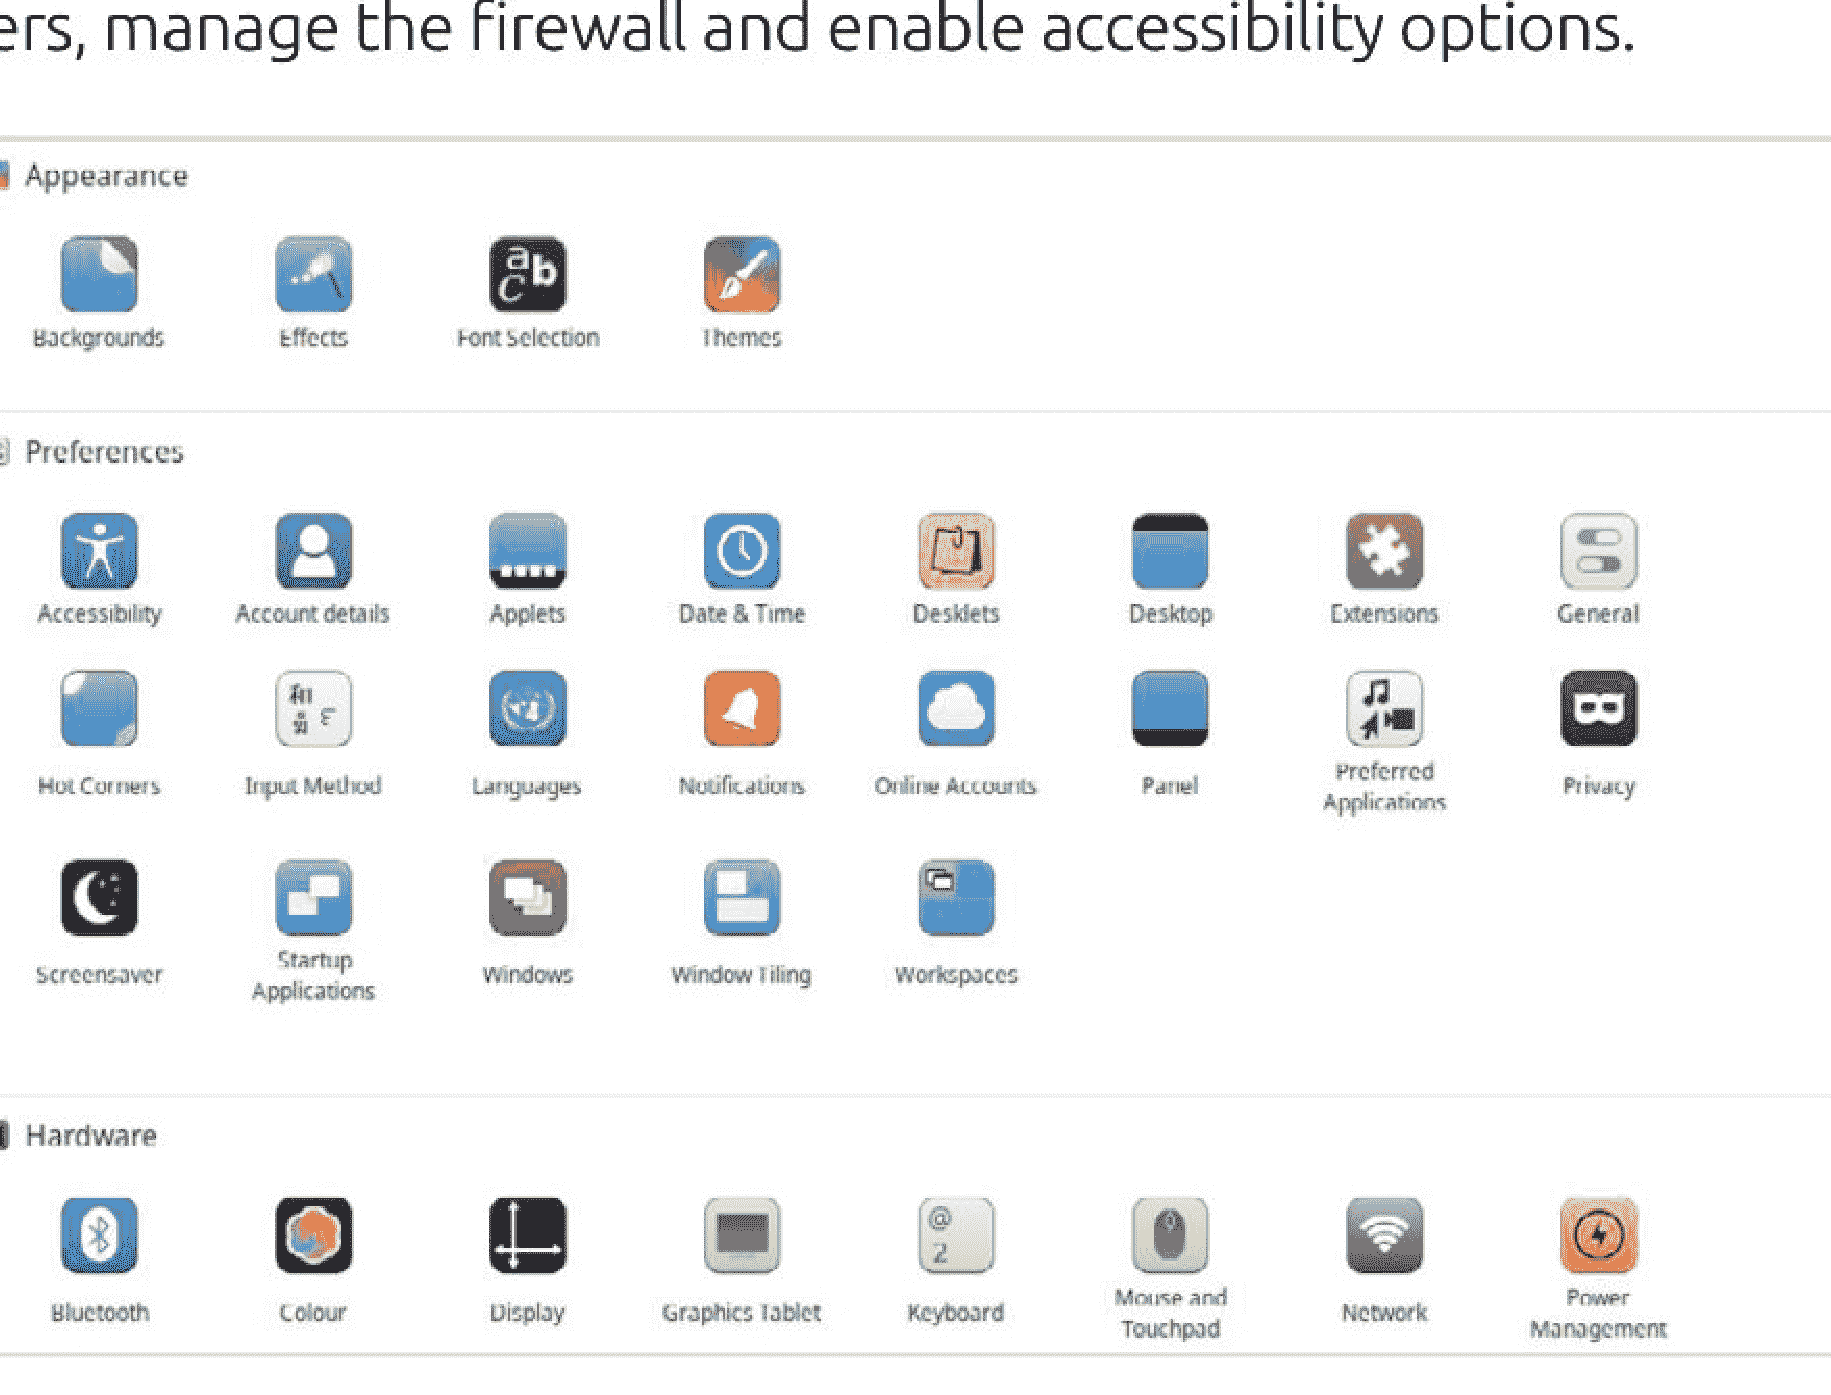 ers, manage the firewall and enable accessibility options.
Appearance
Backgrounds
Effects
Font Selection
Themes
Preferences
Accessibility
Account details
Applets
Date & Time
Desklets
Desktop
Extensions
General
Hot Corners
Input Method
Languages
Notifications
Online Accounts
Panel
Preferred
Applications
Privacy
Screensaver
Startup
Applications
Windows
Window Tiling
Workspaces
Hardware
Bluetooth
Colour
Display
Graphics Tablet
Keyboard
Mouse and
Touchpad
Network
Power
Management